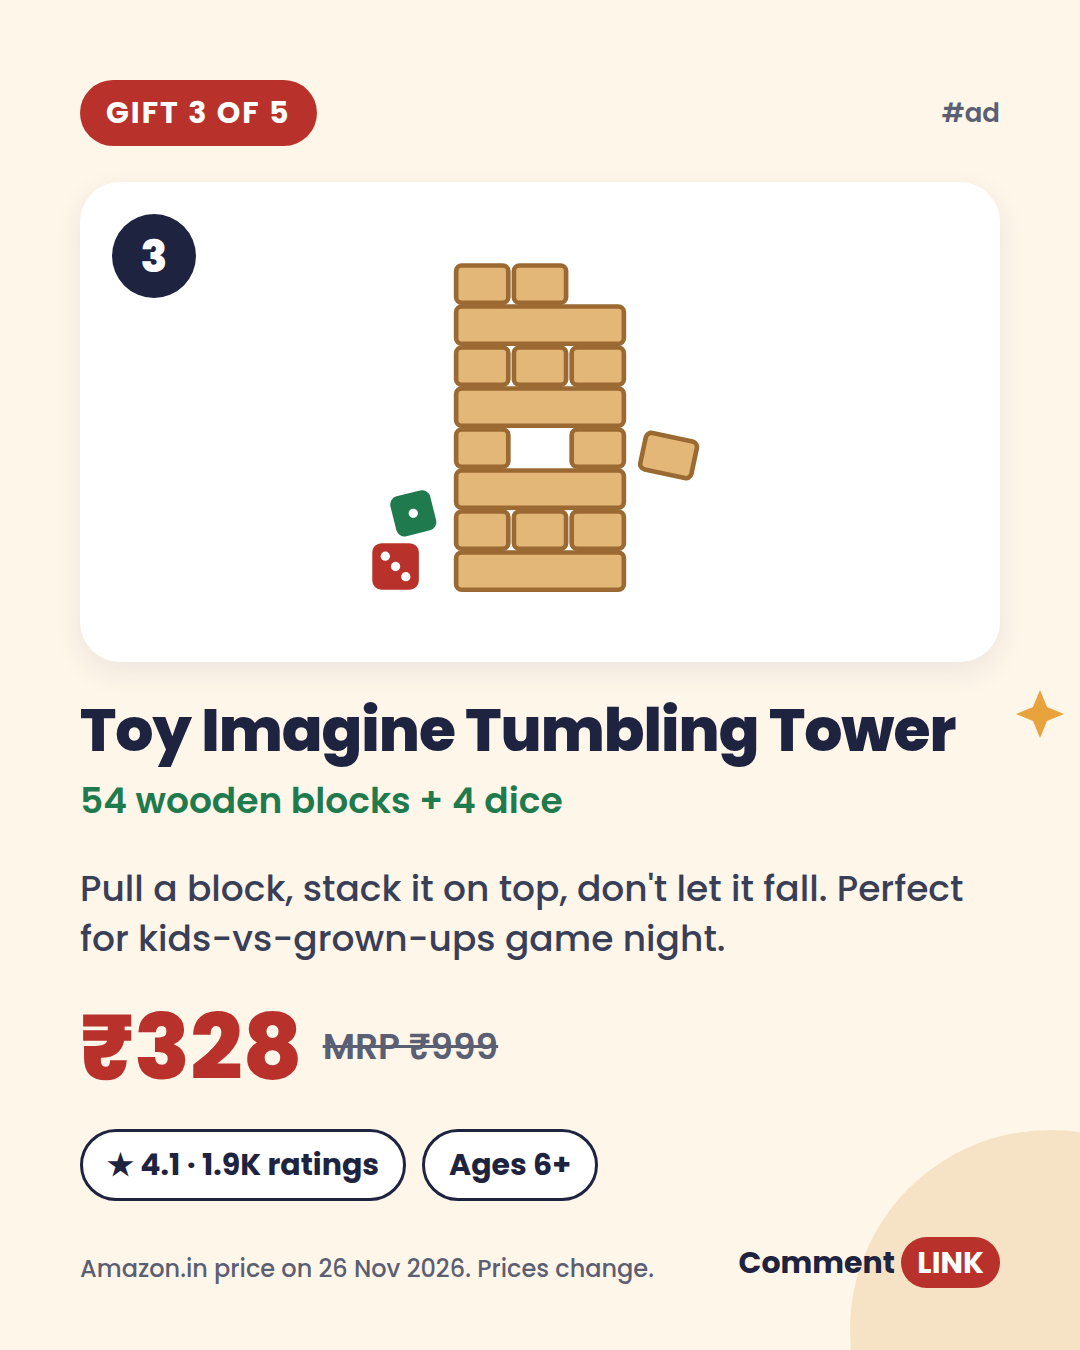 GIFT 3 OF 5
#ad
3
Toy Imagine Tumbling Tower
54 wooden blocks + 4 dice
Pull a block, stack it on top, don't let it fall. Perfect
for kids-vs-grown-ups game night.
₹328 MRP ₹999
★ 4.1 · 1.9K ratings
Ages 6+
Amazon.in price on 26 Nov 2026. Prices change.
Comment LINK